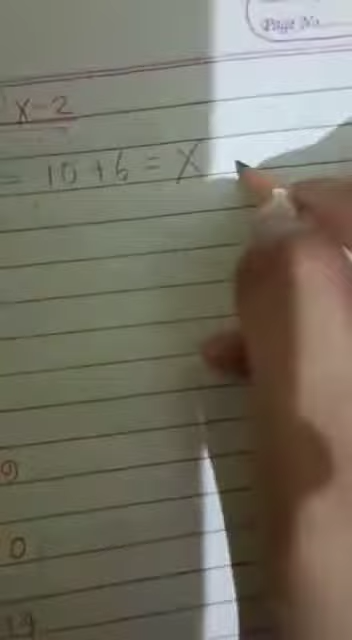 Page No.
X-2
= 10+6 = X
9
0
19